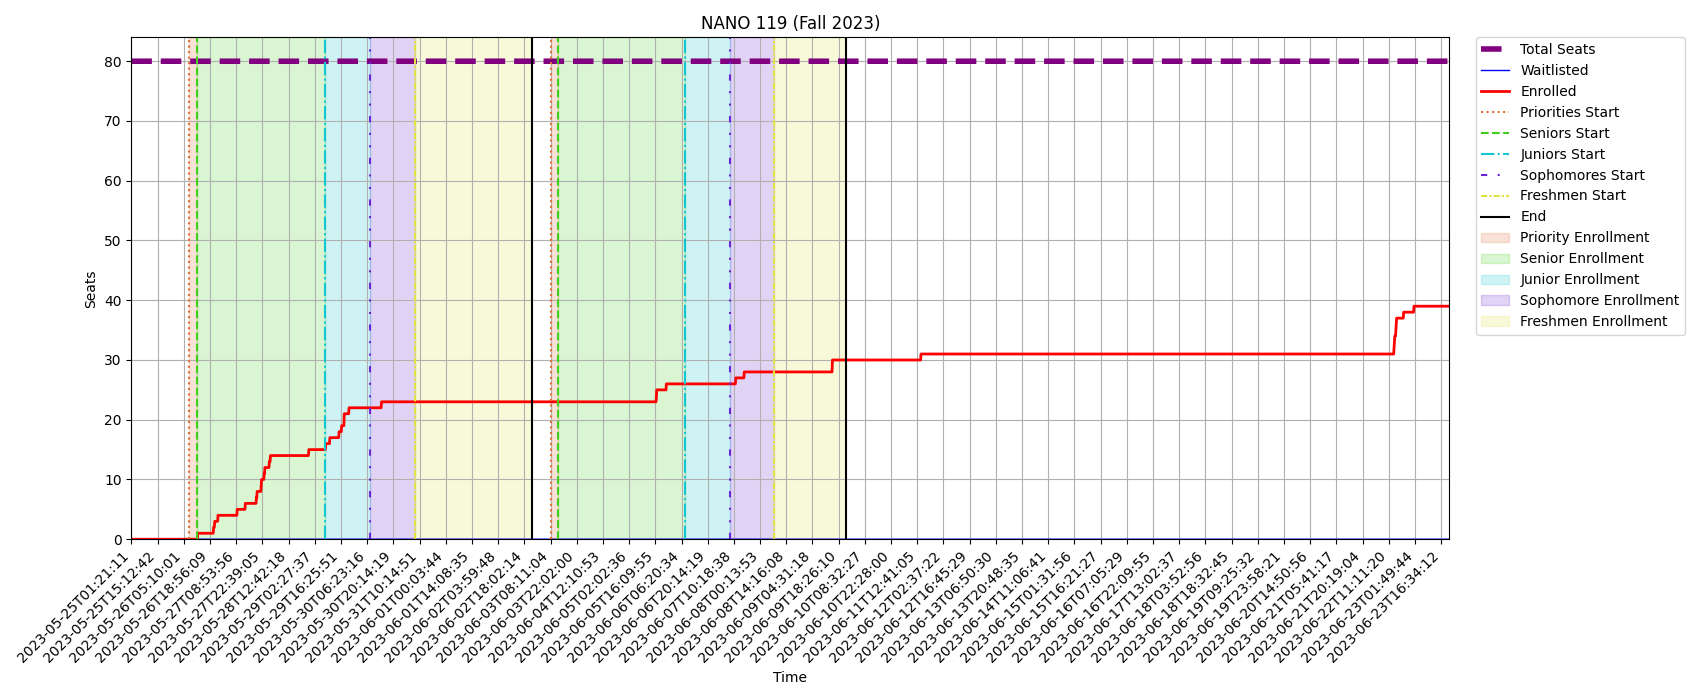 NANO 119 (Fall 2023)
Seats
80
70
60
50
40
30
20
10
0
2023-05-25T01:21:11
2023-05-25T15:12:42
2023-05-26T05:10:01
2023-05-26T18:56:09
2023-05-27T08:53:56
2023-05-27T22:39:05
2023-05-28T12:42:18
2023-05-29T02:27:37
2023-05-29T16:25:51
2023-05-30T06:23:16
2023-05-30T20:14:19
2023-05-31T10:14:51
2023-06-01T00:03:44
2023-06-01T14:08:35
2023-06-02T03:59:48
2023-06-02T18:02:14
2023-06-03T08:11:04
2023-06-03T22:02:00
2023-06-04T12:10:53
2023-06-05T02:02:36
2023-06-05T16:09:55
2023-06-06T06:20:34
2023-06-06T20:14:19
2023-06-07T10:18:38
2023-06-08T00:13:53
2023-06-08T14:16:08
2023-06-09T04:31:18
2023-06-09T18:26:10
2023-06-10T08:32:27
2023-06-10T22:28:00
2023-06-11T12:41:05
2023-06-12T02:37:22
2023-06-12T16:45:29
2023-06-13T06:50:30
2023-06-13T20:48:35
2023-06-14T11:06:41
2023-06-15T01:31:56
2023-06-15T16:21:27
2023-06-16T07:05:29
2023-06-16T22:09:55
2023-06-17T13:02:37
2023-06-18T03:52:56
2023-06-18T18:32:45
2023-06-19T09:25:32
2023-06-19T23:58:21
2023-06-20T14:50:56
2023-06-21T05:41:17
2023-06-21T20:19:04
2023-06-22T11:11:20
2023-06-23T01:49:44
2023-06-23T16:34:12
Time
Total Seats
Waitlisted
Enrolled
Priorities Start
Seniors Start
Juniors Start
Sophomores Start
Freshmen Start
End
Priority Enrollment
Senior Enrollment
Junior Enrollment
Sophomore Enrollment
Freshmen Enrollment